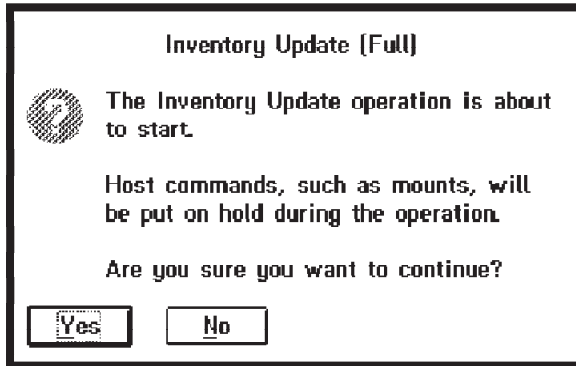 Inventory Update (Full)
The Inventory Update operation is about
to start.
Host commands, such as mounts, will
be put on hold during the operation.
Are you sure you want to continue?
Yes
No